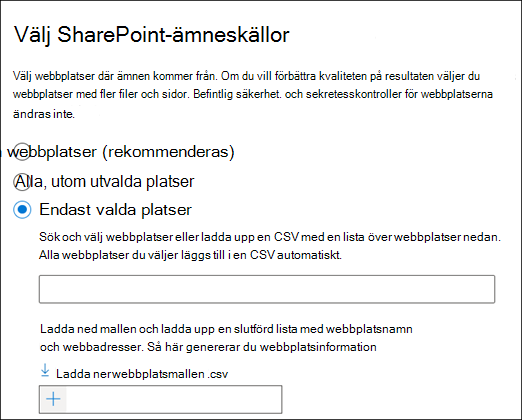 Välj SharePoint-ämneskällor
Välj webbplatser där ämnen kommer från. Om du vill förbättra kvaliteten på resultaten väljer du
webbplatser med fler filer och sidor. Befintlig säkerhet. och sekretesskontroller för webbplatserna
ändras inte.
webbplatser (rekommenderas)
Alla, utom utvalda platser
Endast valda platser
Sök och välj webbplatser eller ladda upp en CSV med en lista över webbplatser nedan.
Alla webbplatser du väljer läggs till i en CSV automatiskt.
Ladda ned mallen och ladda upp en slutförd lista med webbplatsnamn
och webbadresser. Så här genererar du webbplatsinformation
Ladda nerwebbplatsmallen .csv